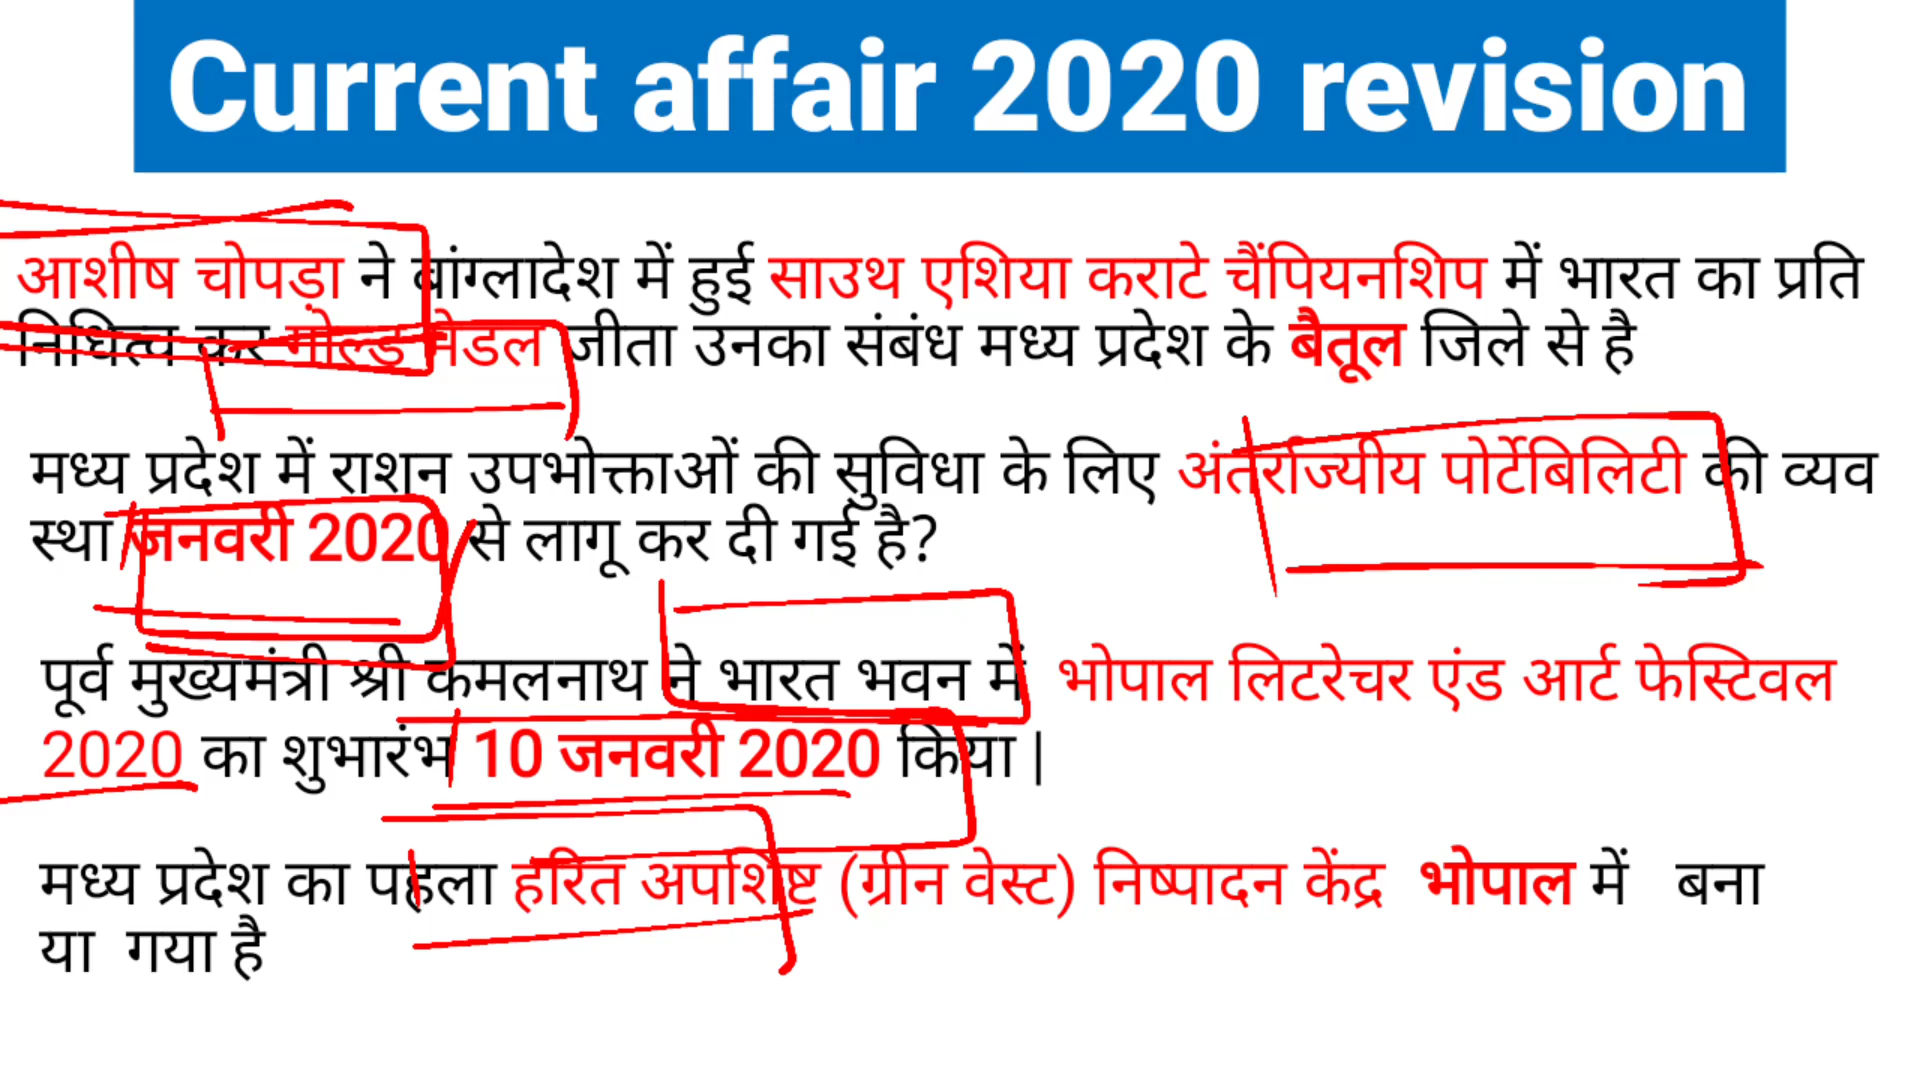 Current affair 2020 revision
आशीष चोपड़ा ने बांग्लादेश में हुई साउथ एशिया कराटे चैंपियनशिप में भारत का प्रति
निधित्व कर गोल्ड मेडल जीता उनका संबंध मध्य प्रदेश के बैतूल जिले से है
मध्य प्रदेश में राशन उपभोक्ताओं की सुविधा के लिए अंतर्राज्यीय पोर्टेबिलिटी की व्यव
स्था जनवरी 2020 से लागू कर दी गई है?
पूर्व मुख्यमंत्री श्री कमलनाथ ने भारत भवन में भोपाल लिटरेचर एंड आर्ट फेस्टिवल
2020 का शुभारंभ 10 जनवरी 2020 किया |
मध्य प्रदेश का पहला हरित अपशिष्ट (ग्रीन वेस्ट) निष्पादन केंद्र भोपाल में बना
या गया है